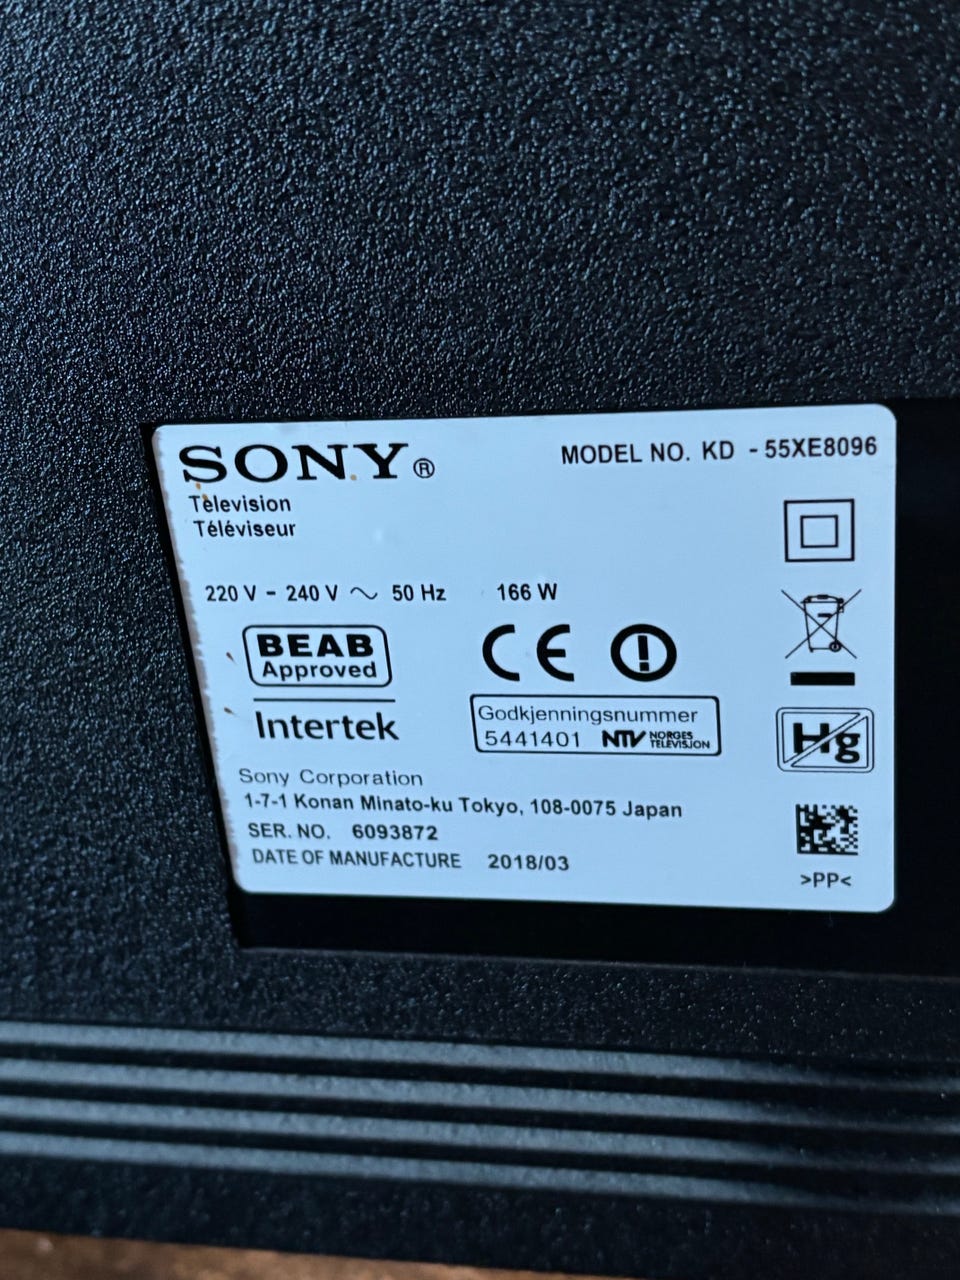 SONY®
MODEL NO. KD - 55XE8096
Television
Téléviseur
220 V - 240 V ~ 50 Hz 166 W
BEAB
Approved
Intertek
CE
Godkjenningsnummer
5441401 NTV NORGES TELEVISJON
Hg
Sony Corporation
1-7-1 Konan Minato-ku Tokyo, 108-0075 Japan
SER. NO. 6093872
DATE OF MANUFACTURE 2018/03
>PP<